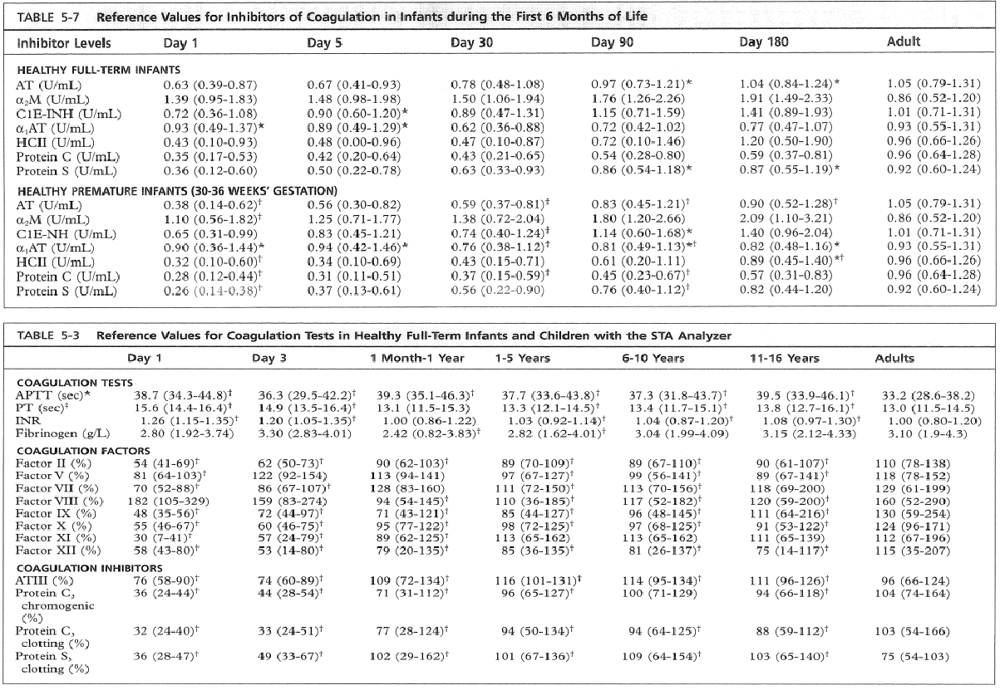 TABLE 5-7 Reference Values for Inhibitors of Coagulation in Infants during the First 6 Months of Life
Inhibitor Levels Day 1 Day 5 Day 30 Day 90 Day 180 Adult
HEALTHY FULL-TERM INFANTS
AT (U/mL) 0.63 (0.39-0.87) 0.67 (0.41-0.93) 0.78 (0.48-1.08) 0.97 (0.73-1.21)* 1.04 (0.84-1.24)* 1.05 (0.79-1.31)
α₂M (U/mL) 1.39 (0.95-1.83) 1.48 (0.98-1.98) 1.50 (1.06-1.94) 1.76 (1.26-2.26) 1.91 (1.49-2.33) 0.86 (0.52-1.20)
C1E-INH (U/mL) 0.72 (0.36-1.08) 0.90 (0.60-1.20)* 0.89 (0.47-1.31) 1.15 (0.71-1.59) 1.41 (0.89-1.93) 1.01 (0.71-1.31)
α₁AT (U/mL) 0.93 (0.49-1.37)* 0.89 (0.49-1.29)* 0.62 (0.36-0.88) 0.72 (0.42-1.02) 0.77 (0.47-1.07) 0.93 (0.55-1.31)
HCII (U/mL) 0.43 (0.10-0.93) 0.48 (0.00-0.96) 0.47 (0.10-0.87) 0.72 (0.10-1.46) 1.20 (0.50-1.90) 0.96 (0.66-1.26)
Protein C (U/mL) 0.35 (0.17-0.53) 0.42 (0.20-0.64) 0.43 (0.21-0.65) 0.54 (0.28-0.80) 0.59 (0.37-0.81) 0.96 (0.64-1.28)
Protein S (U/mL) 0.36 (0.12-0.60) 0.50 (0.22-0.78) 0.63 (0.33-0.93) 0.86 (0.54-1.18)* 0.87 (0.55-1.19)* 0.92 (0.60-1.24)
HEALTHY PREMATURE INFANTS (30-36 WEEKS' GESTATION)
AT (U/mL) 0.38 (0.14-0.62)† 0.56 (0.30-0.82) 0.59 (0.37-0.81)‡ 0.83 (0.45-1.21)† 0.90 (0.52-1.28)† 1.05 (0.79-1.31)
α₂M (U/mL) 1.10 (0.56-1.82)† 1.25 (0.71-1.77) 1.38 (0.72-2.04) 1.80 (1.20-2.66) 2.09 (1.10-3.21) 0.86 (0.52-1.20)
C1E-NH (U/mL) 0.65 (0.31-0.99) 0.83 (0.45-1.21) 0.74 (0.40-1.24)‡ 1.14 (0.60-1.68)* 1.40 (0.96-2.04) 1.01 (0.71-1.31)
α₁AT (U/mL) 0.90 (0.36-1.44)* 0.94 (0.42-1.46)* 0.76 (0.38-1.12)‡ 0.81 (0.49-1.13)*† 0.82 (0.48-1.16)* 0.93 (0.55-1.31)
HCII (U/mL) 0.32 (0.10-0.60)† 0.34 (0.10-0.69) 0.43 (0.15-0.71) 0.61 (0.20-1.11) 0.89 (0.45-1.40)*† 0.96 (0.66-1.26)
Protein C (U/mL) 0.28 (0.12-0.44)† 0.31 (0.11-0.51) 0.37 (0.15-0.59)‡ 0.45 (0.23-0.67)† 0.57 (0.31-0.83) 0.96 (0.64-1.28)
Protein S (U/mL) 0.26 (0.14-0.38)† 0.37 (0.13-0.61) 0.56 (0.22-0.90) 0.76 (0.40-1.12)† 0.82 (0.44-1.20) 0.92 (0.60-1.24)
TABLE 5-3 Reference Values for Coagulation Tests in Healthy Full-Term Infants and Children with the STA Analyzer
Day 1 Day 3 1 Month-1 Year 1-5 Years 6-10 Years 11-16 Years Adults
COAGULATION TESTS
APTT (sec)* 38.7 (34.3-44.8)‡ 36.3 (29.5-42.2)† 39.3 (35.1-46.3)† 37.7 (33.6-43.8)† 37.3 (31.8-43.7)† 39.5 (33.9-46.1)† 33.2 (28.6-38.2)
PT (sec)‡ 15.6 (14.4-16.4)† 14.9 (13.5-16.4)† 13.1 (11.5-15.3) 13.3 (12.1-14.5)† 13.4 (11.7-15.1)† 13.8 (12.7-16.1)† 13.0 (11.5-14.5)
INR 1.26 (1.15-1.35)† 1.20 (1.05-1.35)† 1.00 (0.86-1.22) 1.03 (0.92-1.14)† 1.04 (0.87-1.20)† 1.08 (0.97-1.30)† 1.00 (0.80-1.20)
Fibrinogen (g/L) 2.80 (1.92-3.74) 3.30 (2.83-4.01) 2.42 (0.82-3.83)† 2.82 (1.62-4.01)† 3.04 (1.99-4.09) 3.15 (2.12-4.33) 3.10 (1.9-4.3)
COAGULATION FACTORS
Factor II (%) 54 (41-69)† 62 (50-73)† 90 (62-103)† 89 (70-109)† 89 (67-110)† 90 (61-107)† 110 (78-138)
Factor V (%) 81 (64-103)† 122 (92-154) 113 (94-141) 97 (67-127)† 99 (56-141)† 89 (67-141)† 118 (78-152)
Factor VII (%) 70 (52-88)† 86 (67-107)† 128 (83-160) 111 (72-150)† 113 (70-156)† 118 (69-200) 129 (61-199)
Factor VIII (%) 182 (105-329) 159 (83-274) 94 (54-145)† 110 (36-185)† 117 (52-182)† 120 (59-200)† 160 (52-290)
Factor IX (%) 48 (35-56)† 72 (44-97)† 71 (43-121)† 85 (44-127)† 96 (48-145)† 111 (64-216)† 130 (59-254)
Factor X (%) 55 (46-67)† 60 (46-75)† 95 (77-122)† 98 (72-125)† 97 (68-125)† 91 (53-122)† 124 (96-171)
Factor XI (%) 30 (7-41)† 57 (24-79)† 89 (62-125)† 113 (65-162) 113 (65-162) 111 (65-139) 112 (67-196)
Factor XII (%) 58 (43-80)† 53 (14-80)† 79 (20-135)† 85 (36-135)† 81 (26-137)† 75 (14-117)† 115 (35-207)
COAGULATION INHIBITORS
ATIII (%) 76 (58-90)† 74 (60-89)† 109 (72-134)† 116 (101-131)† 114 (95-134)† 111 (96-126)† 96 (66-124)
Protein C, 36 (24-44)† 44 (28-54)† 71 (31-112)† 96 (65-127)† 100 (71-129) 94 (66-118)† 104 (74-164)
chromogenic
(%)
Protein C, 32 (24-40)† 33 (24-51)† 77 (28-124)† 94 (50-134)† 94 (64-125)† 88 (59-112)† 103 (54-166)
clotting (%)
Protein S, 36 (28-47)† 49 (33-67)† 102 (29-162)† 101 (67-136)† 109 (64-154)† 103 (65-140)† 75 (54-103)
clotting (%)